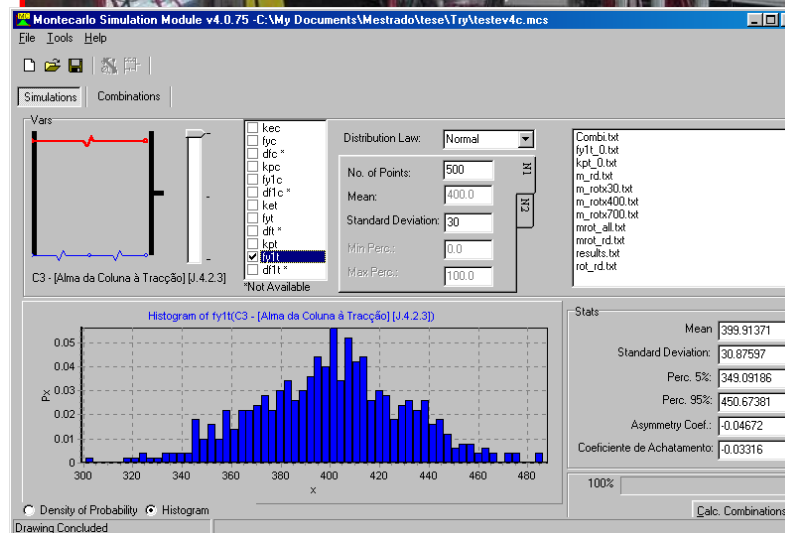 Montecarlo Simulation Module v4.0.75 -C:\My Documents\Mestrado\tese\Try\testev4c.mcs
File Tools Help
Simulations Combinations
Vars
C3 - [Alma da Coluna à Tracção] [J.4.2.3]
kec
fyc
dfc *
kpc
fy1c
df1c *
ket
fyt
dft *
kpt
fy1t
df1t *
*Not Available
Distribution Law: Normal
No. of Points: 500
Mean: 400.0
Standard Deviation: 30
Min Perc.: 0.0
Max Perc.: 100.0
N1
N2
Combi.txt
fy1t_0.txt
kpt_0.txt
m_rd.txt
m_rotx30.txt
m_rotx400.txt
m_rotx700.txt
mrot_all.txt
mrot_rd.txt
results.txt
rot_rd.txt
Histogram of fy1t(C3 - [Alma da Coluna à Tracção] [J.4.2.3])
Px
0.05
0.04
0.03
0.02
0.01
0
300 320 340 360 380 400 420 440 460 480
x
Density of Probability Histogram
Stats
Mean 399.91371
Standard Deviation: 30.87597
Perc. 5%: 349.09186
Perc. 95%: 450.67381
Asymmetry Coef.: -0.04672
Coeficiente de Achatamento: -0.03316
100%
Calc. Combinations
Drawing Concluded